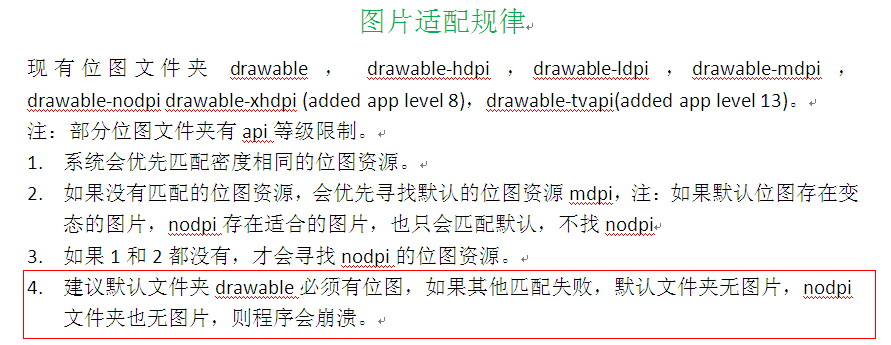 图片适配规律
现有位图文件夹 drawable ， drawable-hdpi ，drawable-ldpi ，drawable-mdpi ，
drawable-nodpi drawable-xhdpi (added app level 8)，drawable-tvapi(added app level 13)。
注：部分位图文件夹有 api 等级限制。
1. 系统会优先匹配密度相同的位图资源。
2. 如果没有匹配的位图资源，会优先寻找默认的位图资源 mdpi，注：如果默认位图存在变
态的图片，nodpi 存在适合的图片，也只会匹配默认，不找 nodpi
3. 如果 1 和 2 都没有，才会寻找 nodpi 的位图资源。
4. 建议默认文件夹 drawable 必须有位图，如果其他匹配失败，默认文件夹无图片，nodpi
文件夹也无图片，则程序会崩溃。